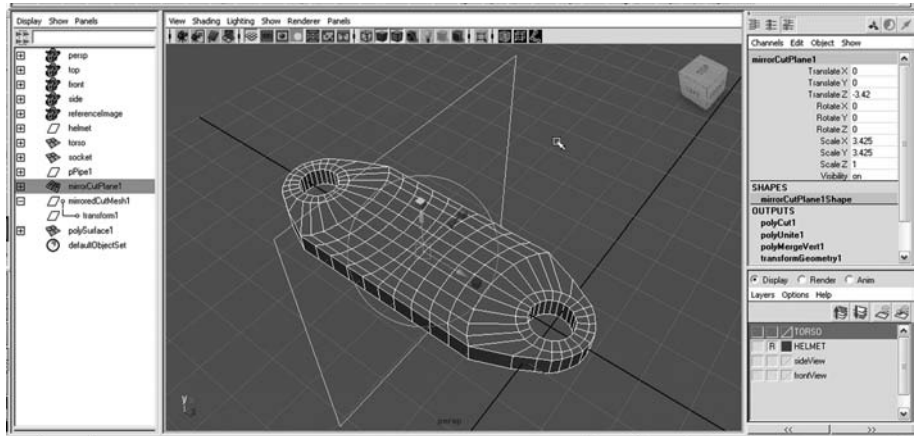 Display Show Panels
persp
top
front
side
referenceImage
helmet
torso
socket
pPipe1
mirrorCutPlane1
mirroredCutMesh1
transform1
polySurface1
defaultObjectSet
View Shading Lighting Show Renderer Panels
persp
Y
Channels Edit Object Show
mirrorCutPlane1
Translate X 0
Translate Y 0
Translate Z -3.42
Rotate X 0
Rotate Y 0
Rotate Z 0
Scale X 3.425
Scale Y 3.425
Scale Z 1
Visibility on
SHAPES
mirrorCutPlane1Shape
OUTPUTS
polyCut1
polyUnite1
polyMergeVert1
transformGeometry1
Display Render Anim
Layers Options Help
TORSO
R HELMET
sideView
frontView
<< >>